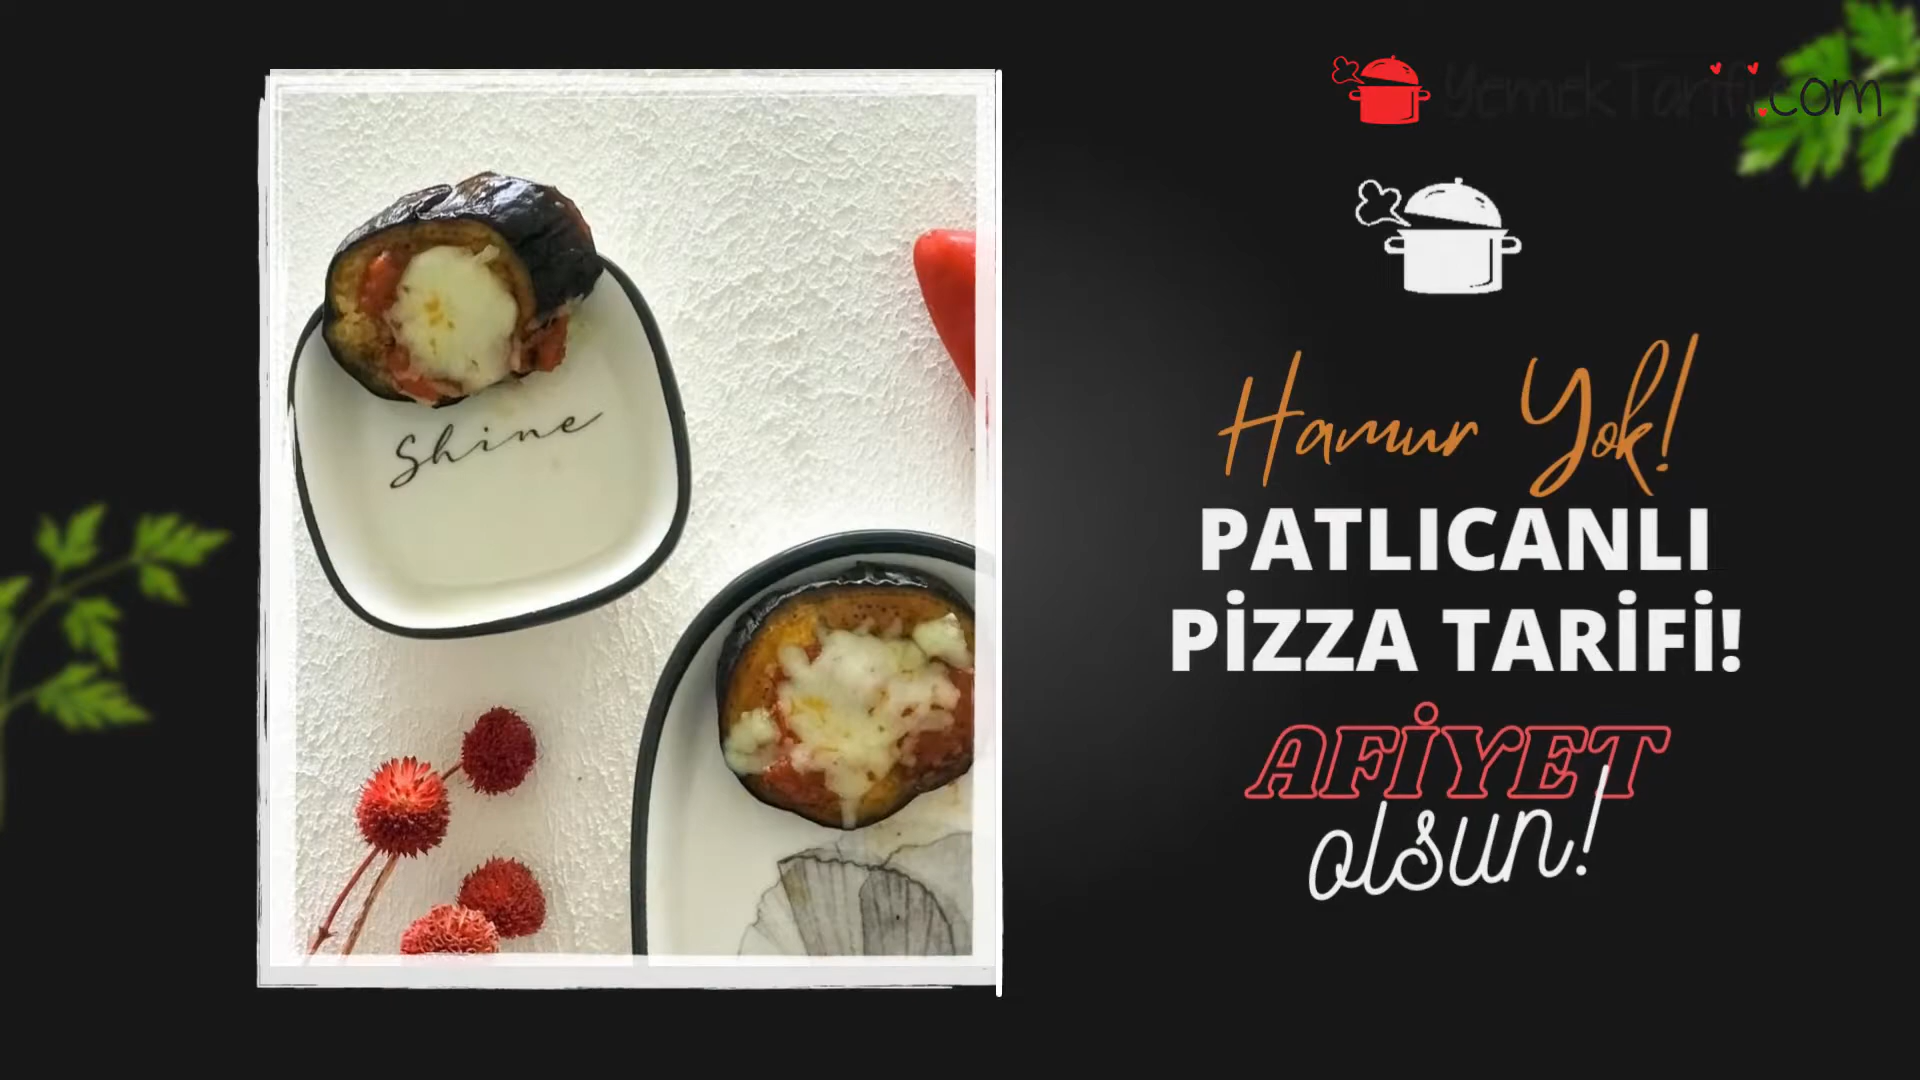 YemekTarifi.com
Hamur Yok!
PATLICANLI
PİZZA TARİFİ!
AFİYET
olsun!
Shine